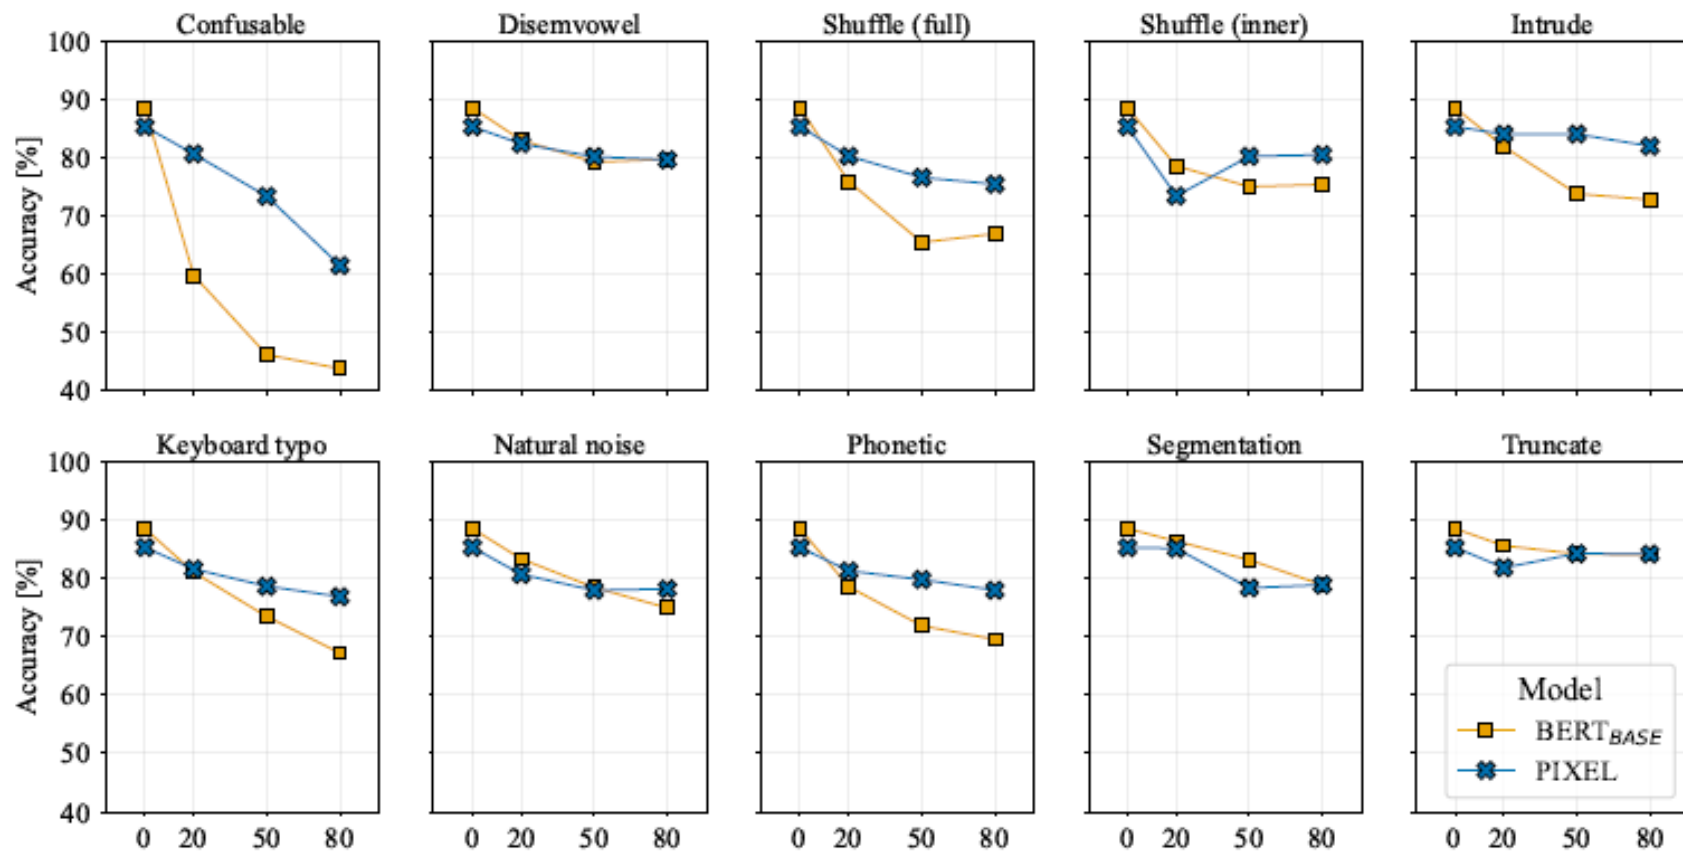 Confusable Disemvowel Shuffle (full) Shuffle (inner) Intrude
100
90
80
70
60
50
40
Accuracy [%]
Keyboard typo Natural noise Phonetic Segmentation Truncate
100
90
80
70
60
50
40
Accuracy [%]
0 20 50 80 0 20 50 80 0 20 50 80 0 20 50 80 0 20 50 80
Model
BERT_BASE
PIXEL